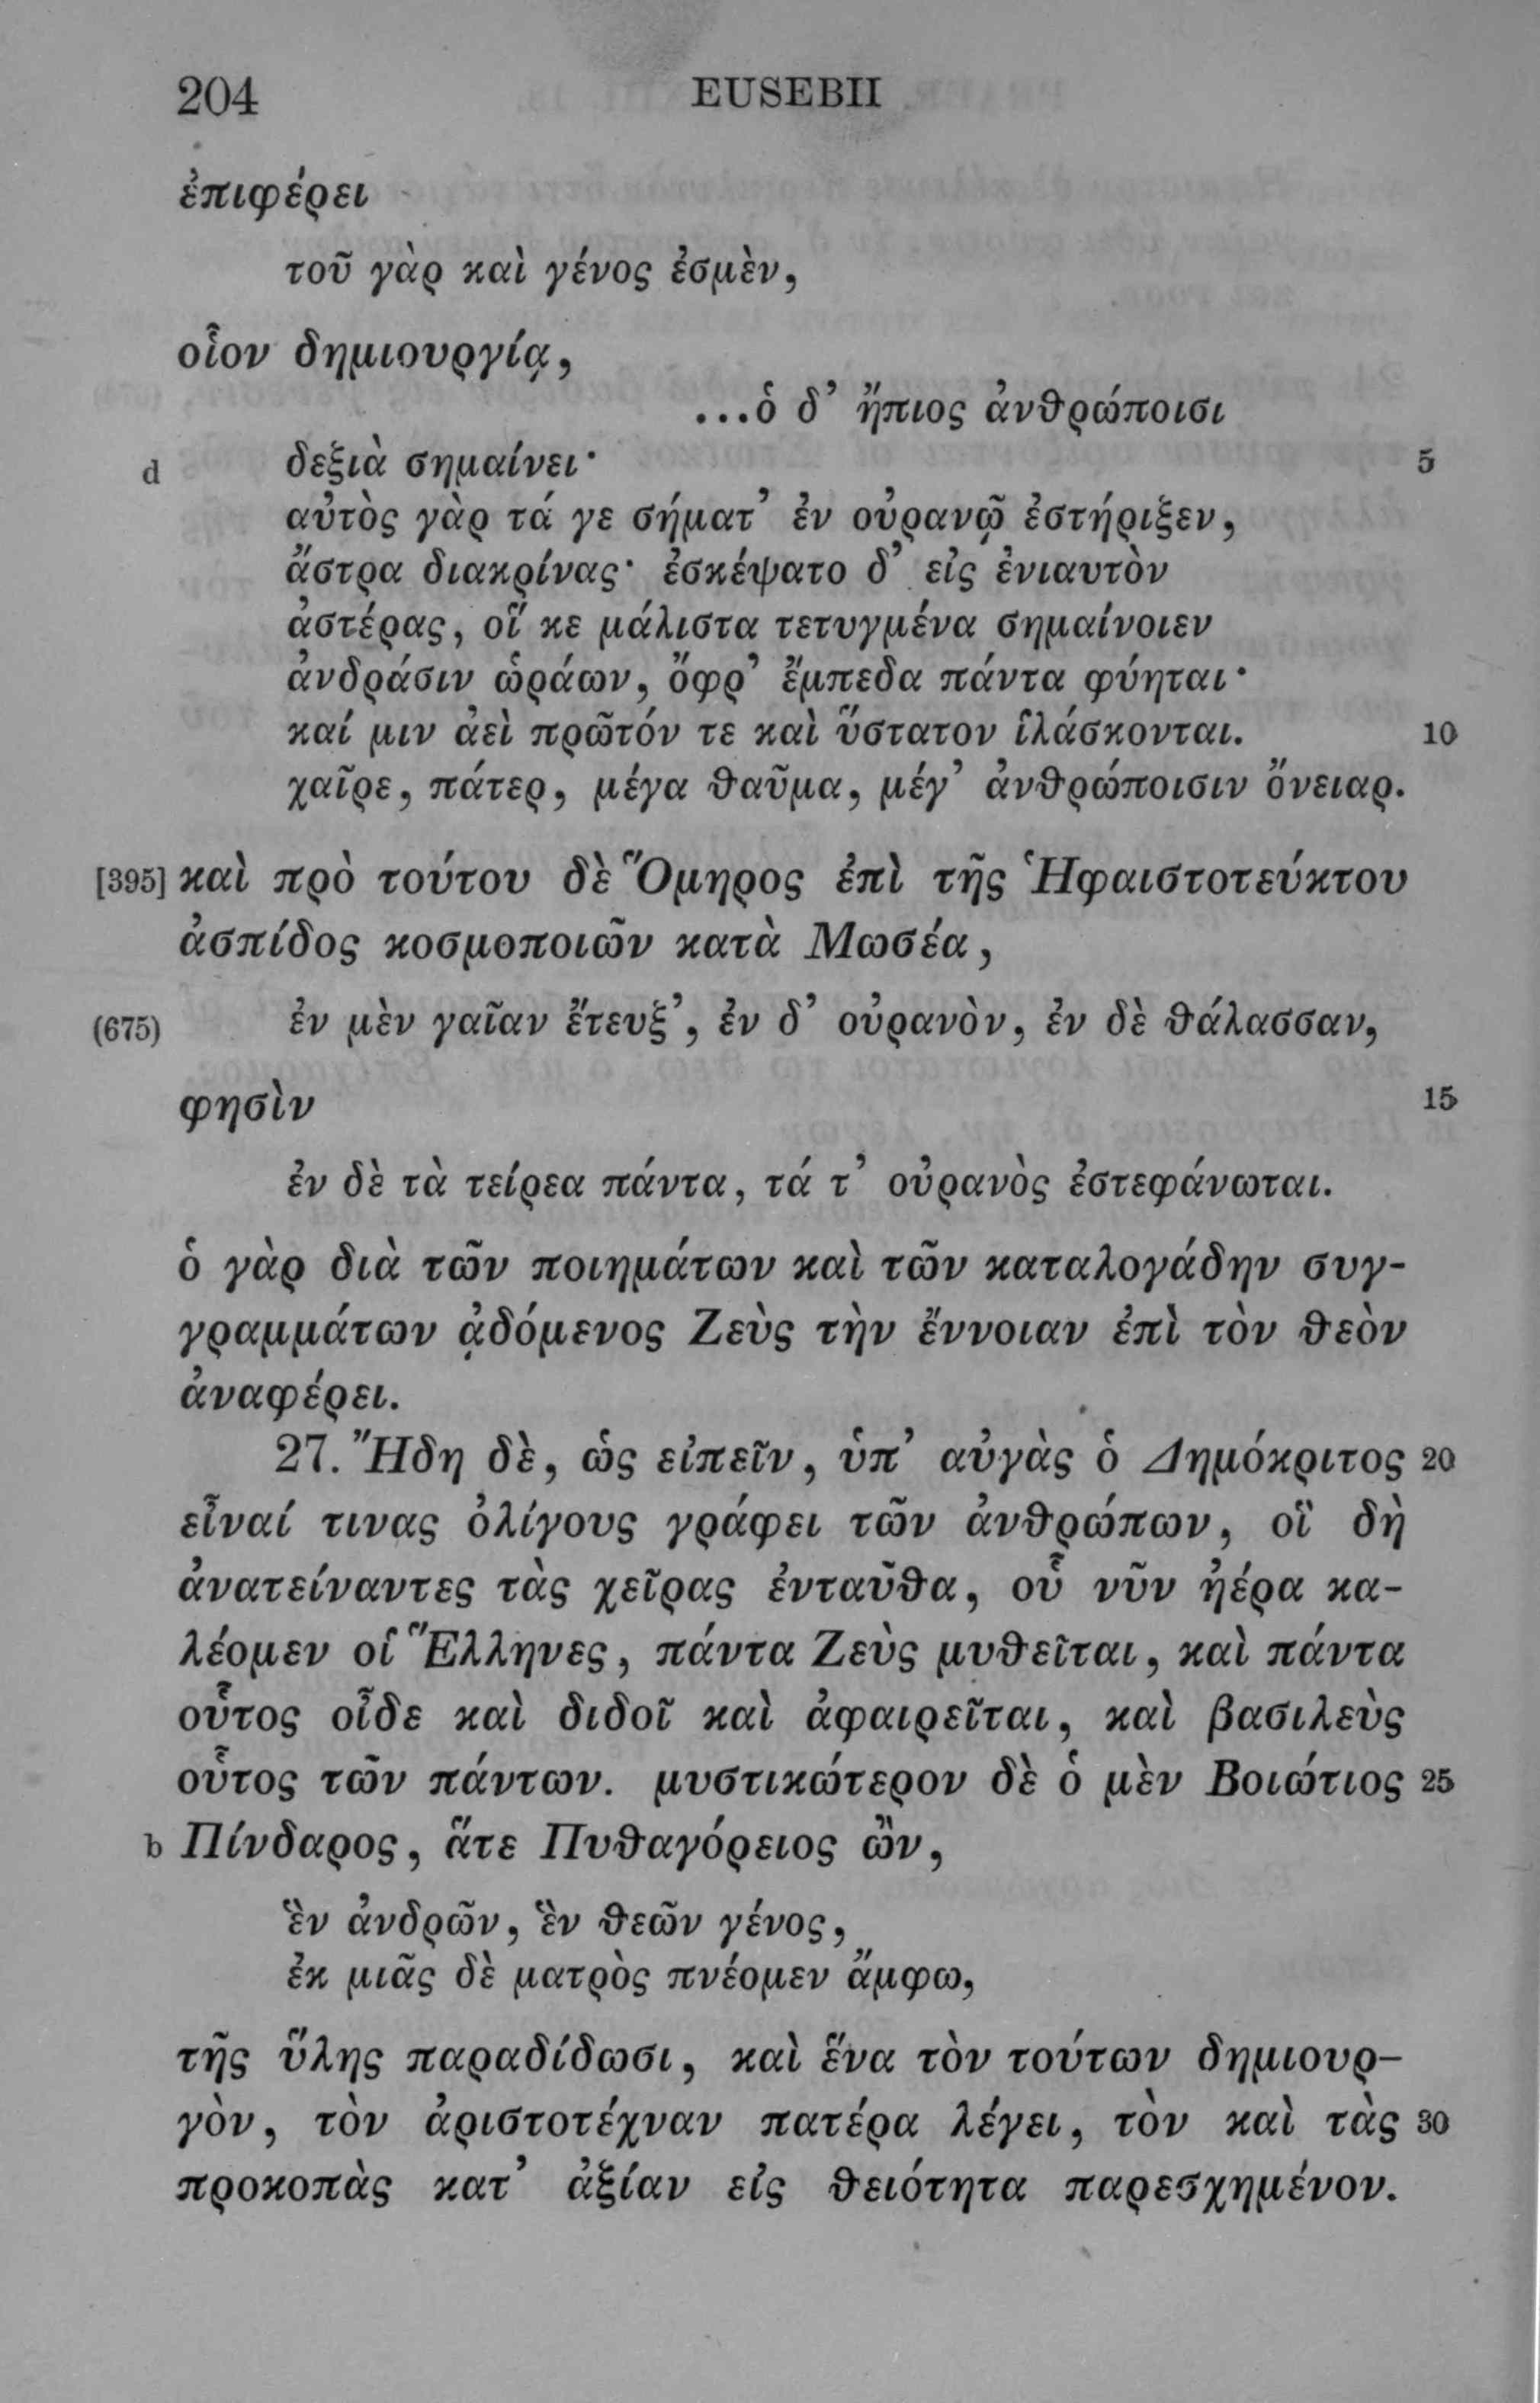 204 EUSEBII
ἐπιφέρει
τοῦ γὰρ καὶ γένος ἐσμὲν,
οἷον δημιουργίᾳ,
...ὁ δ’ ἤπιος ἀνθρώποισι
d δεξιὰ σημαίνει· 5
αὐτὸς γὰρ τά γε σήματ’ ἐν οὐρανῷ ἐστήριξεν,
ἄστρα διακρίνας· ἐσκέψατο δ’ εἰς ἐνιαυτὸν
ἀστέρας, οἵ κε μάλιστα τετυγμένα σημαίνοιεν
ἀνδράσιν ὡράων, ὄφρ’ ἔμπεδα πάντα φύηται·
καί μιν ἀεὶ πρῶτόν τε καὶ ὕστατον ἱλάσκονται. 10
χαῖρε, πάτερ, μέγα θαῦμα, μέγ’ ἀνθρώποισιν ὄνειαρ.
[395] καὶ πρὸ τούτου δὲ Ὅμηρος ἐπὶ τῆς Ἡφαιστοτεύκτου
ἀσπίδος κοσμοποιῶν κατὰ Μωσέα,
(675) ἐν μὲν γαῖαν ἔτευξ’, ἐν δ’ οὐρανὸν, ἐν δὲ θάλασσαν,
φησὶν 15
ἐν δὲ τὰ τείρεα πάντα, τά τ’ οὐρανὸς ἐστεφάνωται.
ὁ γὰρ διὰ τῶν ποιημάτων καὶ τῶν καταλογάδην συγ-
γραμμάτων ᾀδόμενος Ζεὺς τὴν ἔννοιαν ἐπὶ τὸν θεὸν
ἀναφέρει.
27. Ἤδη δὲ, ὡς εἰπεῖν, ὑπ’ αὐγὰς ὁ Δημόκριτος 20
εἶναί τινας ὀλίγους γράφει τῶν ἀνθρώπων, οἳ δὴ
ἀνατείναντες τὰς χεῖρας ἐνταῦθα, οὗ νῦν ἠέρα κα-
λέομεν οἱ Ἕλληνες, πάντα Ζεὺς μυθεῖται, καὶ πάντα
οὗτος οἶδε καὶ διδοῖ καὶ ἀφαιρεῖται, καὶ βασιλεὺς
οὗτος τῶν πάντων. μυστικώτερον δὲ ὁ μὲν Βοιώτιος 25
b Πίνδαρος, ἅτε Πυθαγόρειος ὢν,
ἓν ἀνδρῶν, ἓν θεῶν γένος,
ἐκ μιᾶς δὲ ματρὸς πνέομεν ἄμφω,
τῆς ὕλης παραδίδωσι, καὶ ἕνα τὸν τούτων δημιουρ-
γὸν, τὸν ἀριστοτέχναν πατέρα λέγει, τὸν καὶ τὰς 30
προκοπὰς κατ’ ἀξίαν εἰς θειότητα παρεσχημένον.